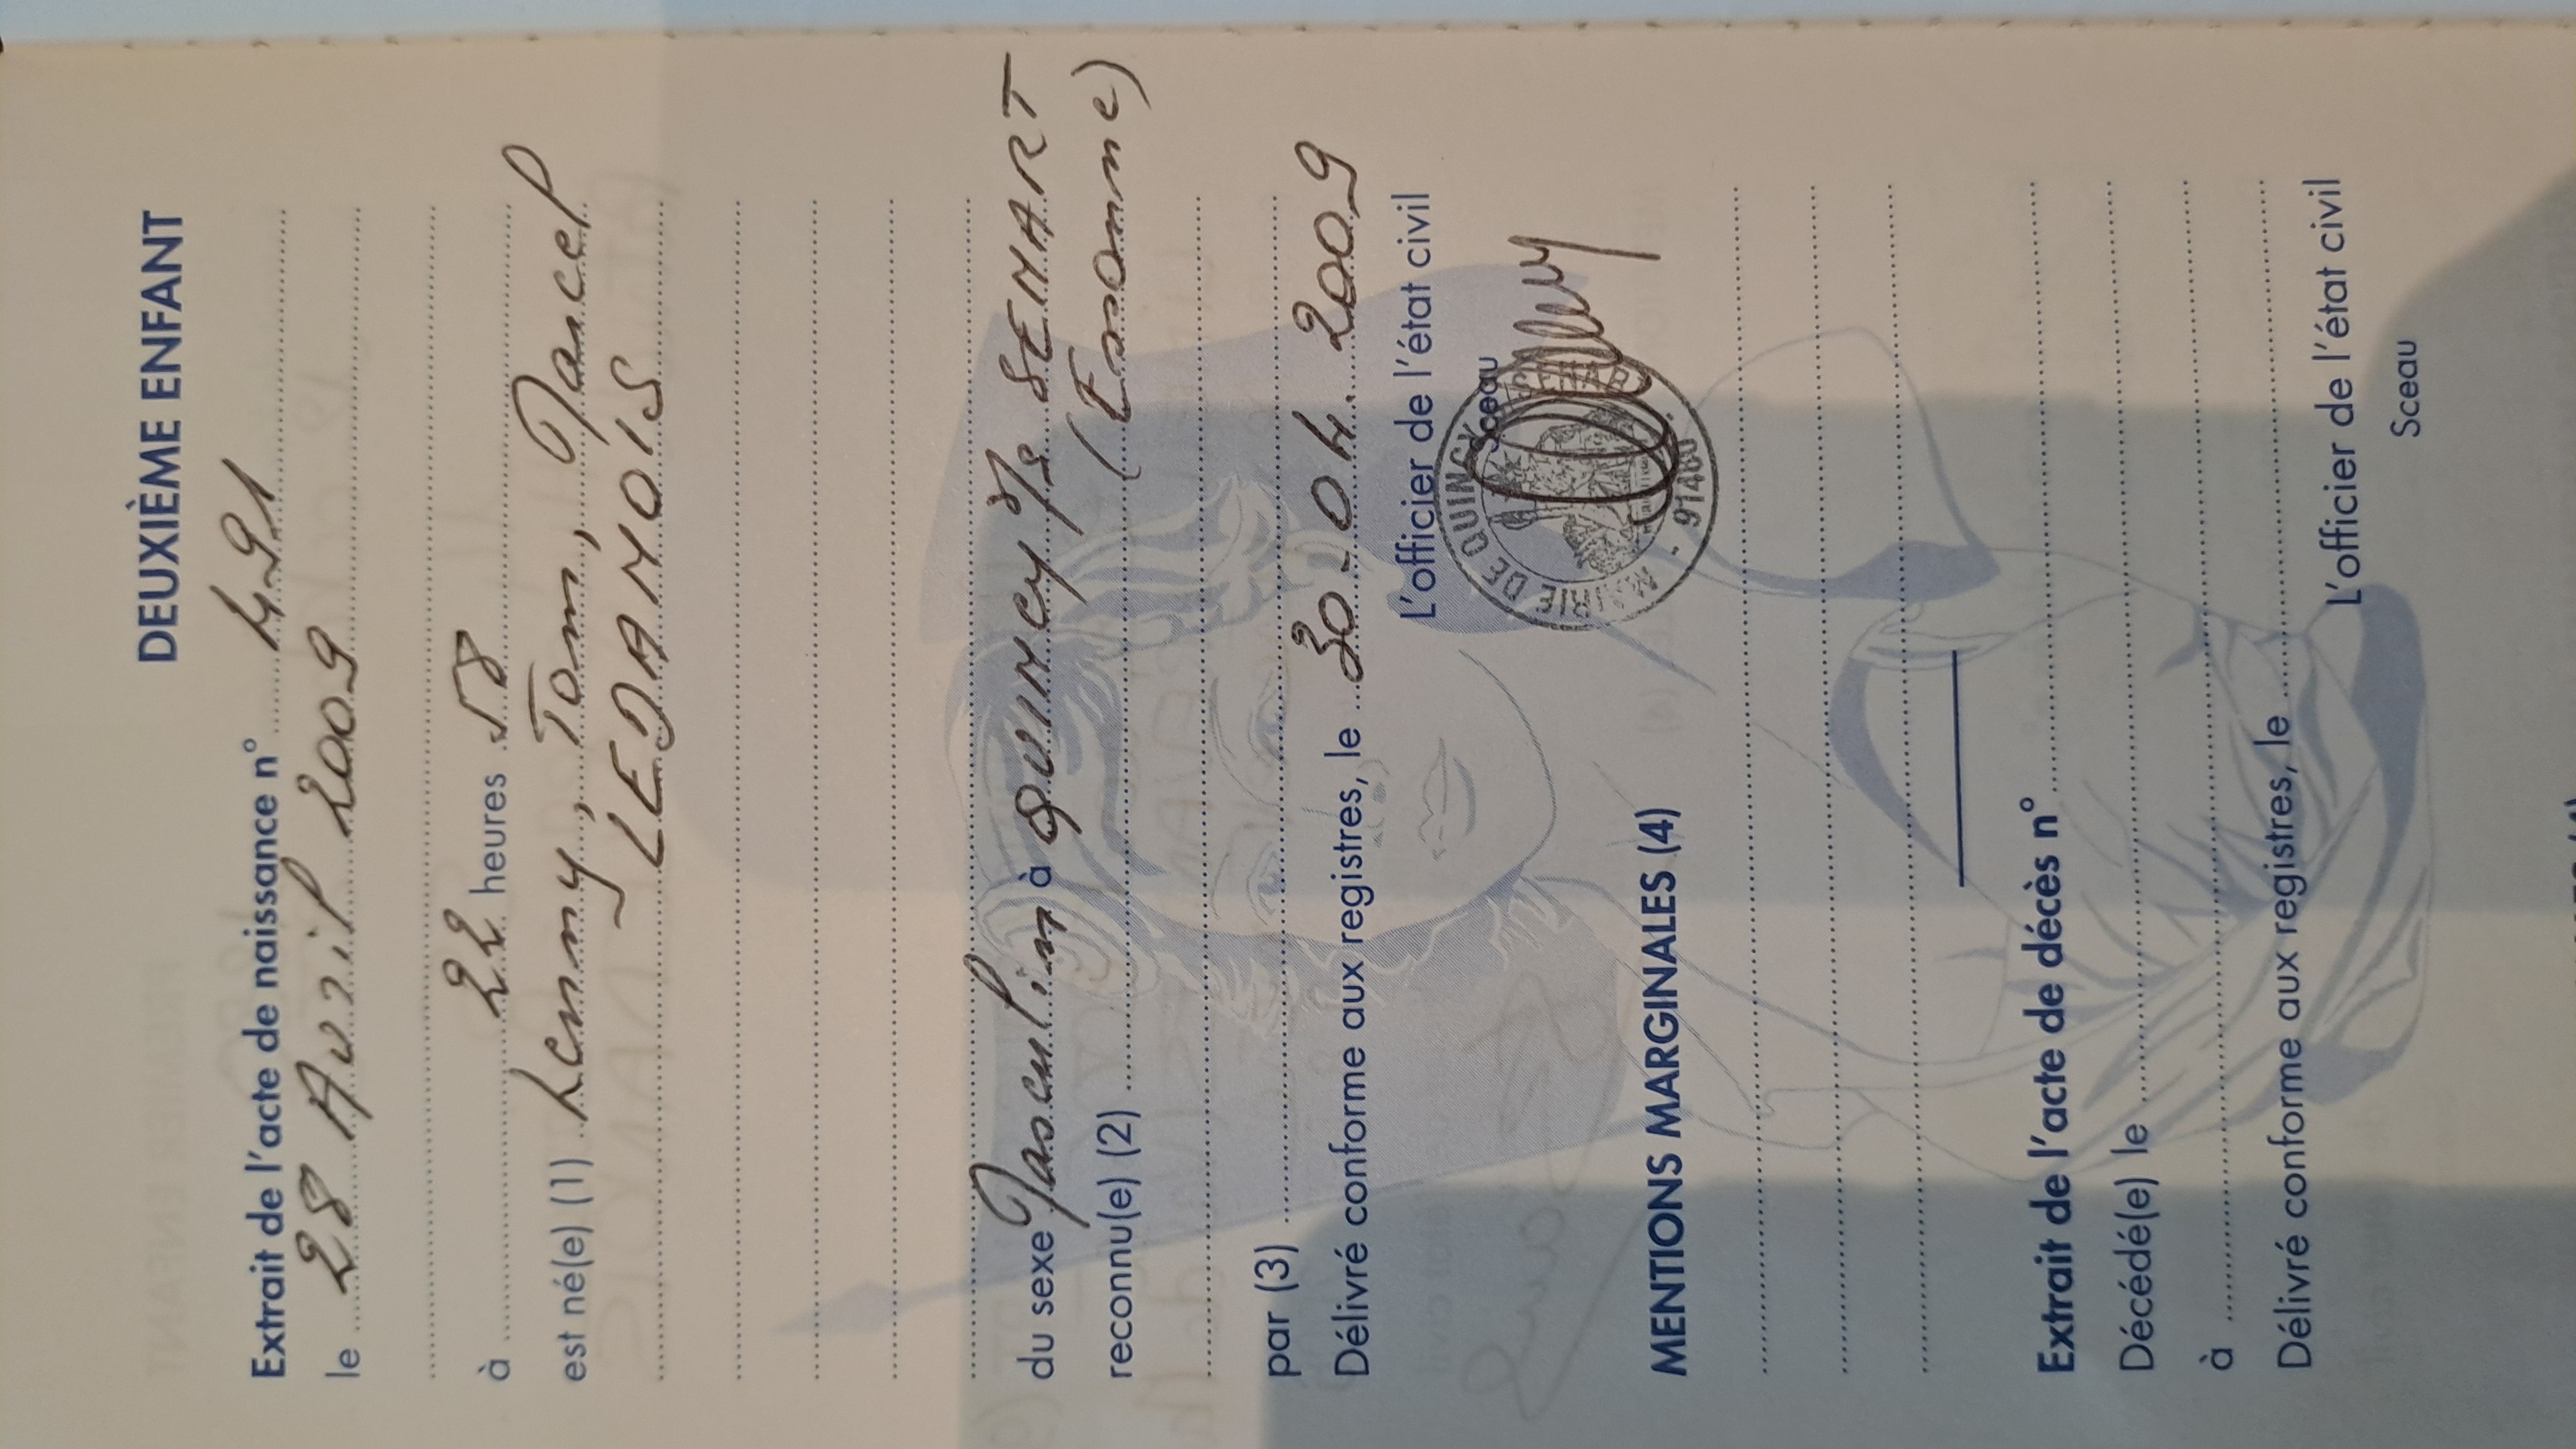 DEUXIÈME ENFANT
Extrait de l'acte de naissance n° 491
le 28 Avril 2009
à 22 heures 58
est né(e) (1) Lenny, Tom, Marcel
LEDANOIS
du sexe Masculin à QUINCY s/s SENART
reconnu(e) (2) (Essonne)
par (3)
Délivré conforme aux registres, le 30-04.2009
L'officier de l'état civil
Sceau
MAIRIE DE QUINCY SENART
- 91480 -
MENTIONS MARGINALES (4)
Extrait de l'acte de décès n°
Décédé(e) le
à
Délivré conforme aux registres, le
L'officier de l'état civil
Sceau